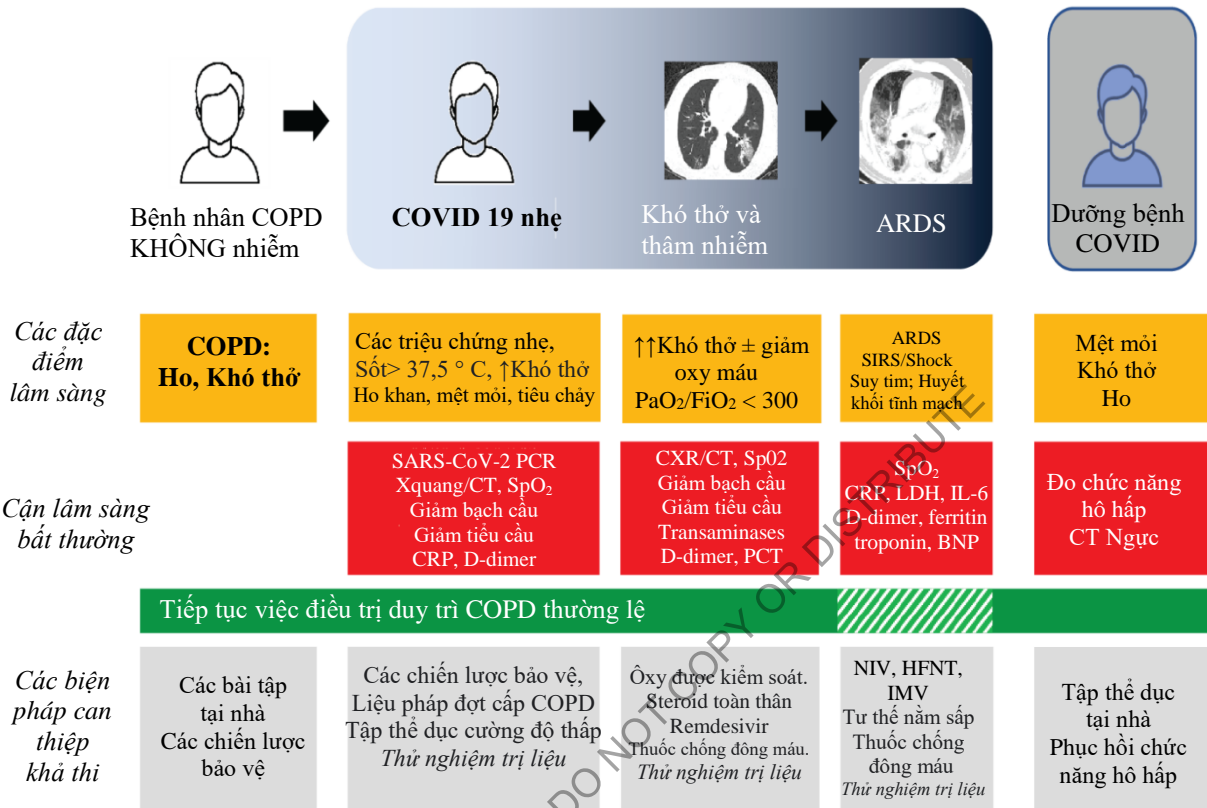 Bệnh nhân COPD
KHÔNG nhiễm
COVID 19 nhẹ
Khó thở và
thâm nhiễm
ARDS
Dưỡng bệnh
COVID
Các đặc
điểm
lâm sàng
COPD:
Ho, Khó thở
Các triệu chứng nhẹ,
Sốt> 37,5 ° C, ↑Khó thở
Ho khan, mệt mỏi, tiêu chảy
↑↑Khó thở ± giảm
oxy máu
PaO2/FiO2 < 300
ARDS
SIRS/Shock
Suy tim; Huyết
khối tĩnh mạch
Mệt mỏi
Khó thở
Ho
Cận lâm sàng
bất thường
SARS-CoV-2 PCR
Xquang/CT, SpO2
Giảm bạch cầu
Giảm tiểu cầu
CRP, D-dimer
CXR/CT, Sp02
Giảm bạch cầu
Giảm tiểu cầu
Transaminases
D-dimer, PCT
SpO2
CRP, LDH, IL-6
D-dimer, ferritin
troponin, BNP
Đo chức năng
hô hấp
CT Ngực
Tiếp tục việc điều trị duy trì COPD thường lệ
Các biện
pháp can
thiệp
khả thi
Các bài tập
tại nhà
Các chiến lược
bảo vệ
Các chiến lược bảo vệ,
Liệu pháp đợt cấp COPD
Tập thể dục cường độ thấp
Thử nghiệm trị liệu
Ôxy được kiểm soát.
Steroid toàn thân
Remdesivir
Thuốc chống đông máu.
Thử nghiệm trị liệu
NIV, HFNT,
IMV
Tư thế nằm sấp
Thuốc chống
đông máu
Thử nghiệm trị liệu
Tập thể dục
tại nhà
Phục hồi chức
năng hô hấp
DO NOT COPY OR DISTRIBUTE